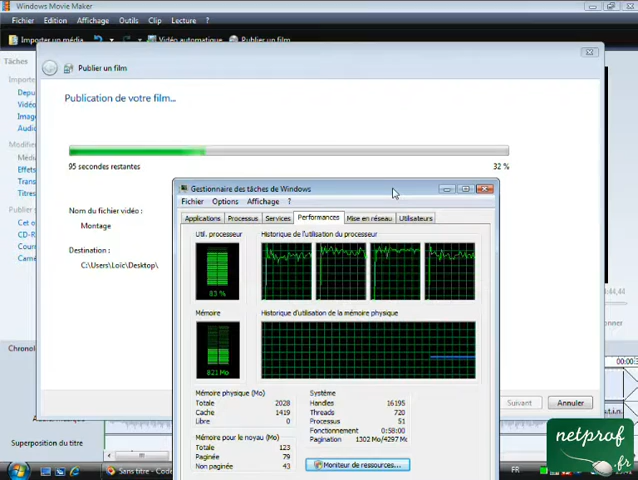 Windows Movie Maker
Fichier Edition Affichage Outils Clip Lecture ?
Importer un média Vidéo automatique Publier un film
Tâches
Publier un film
Publication de votre film...
95 secondes restantes
32 %
Nom du fichier vidéo :
Montage
Destination :
C:\Users\Loic\Desktop\
Gestionnaire des tâches de Windows
Fichier Options Affichage ?
Applications Processus Services Performances Mise en réseau Utilisateurs
Util. processeur
Historique de l'utilisation du processeur
83 %
Mémoire
Historique d'utilisation de la mémoire physique
821 Mo
Mémoire physique (Mo)
Totale 2028
Cache 1419
Libre 0
Mémoire pour le noyau (Mo)
Totale 123
Paginée 79
Non paginée 43
Système
Handles 16195
Threads 720
Processus 51
Fonctionnement 0:58:00
Pagination 1302 Mo/4297 Mo
Moniteur de ressources...
Suivant
Annuler
Superposition du titre
FR
netprof
.fr